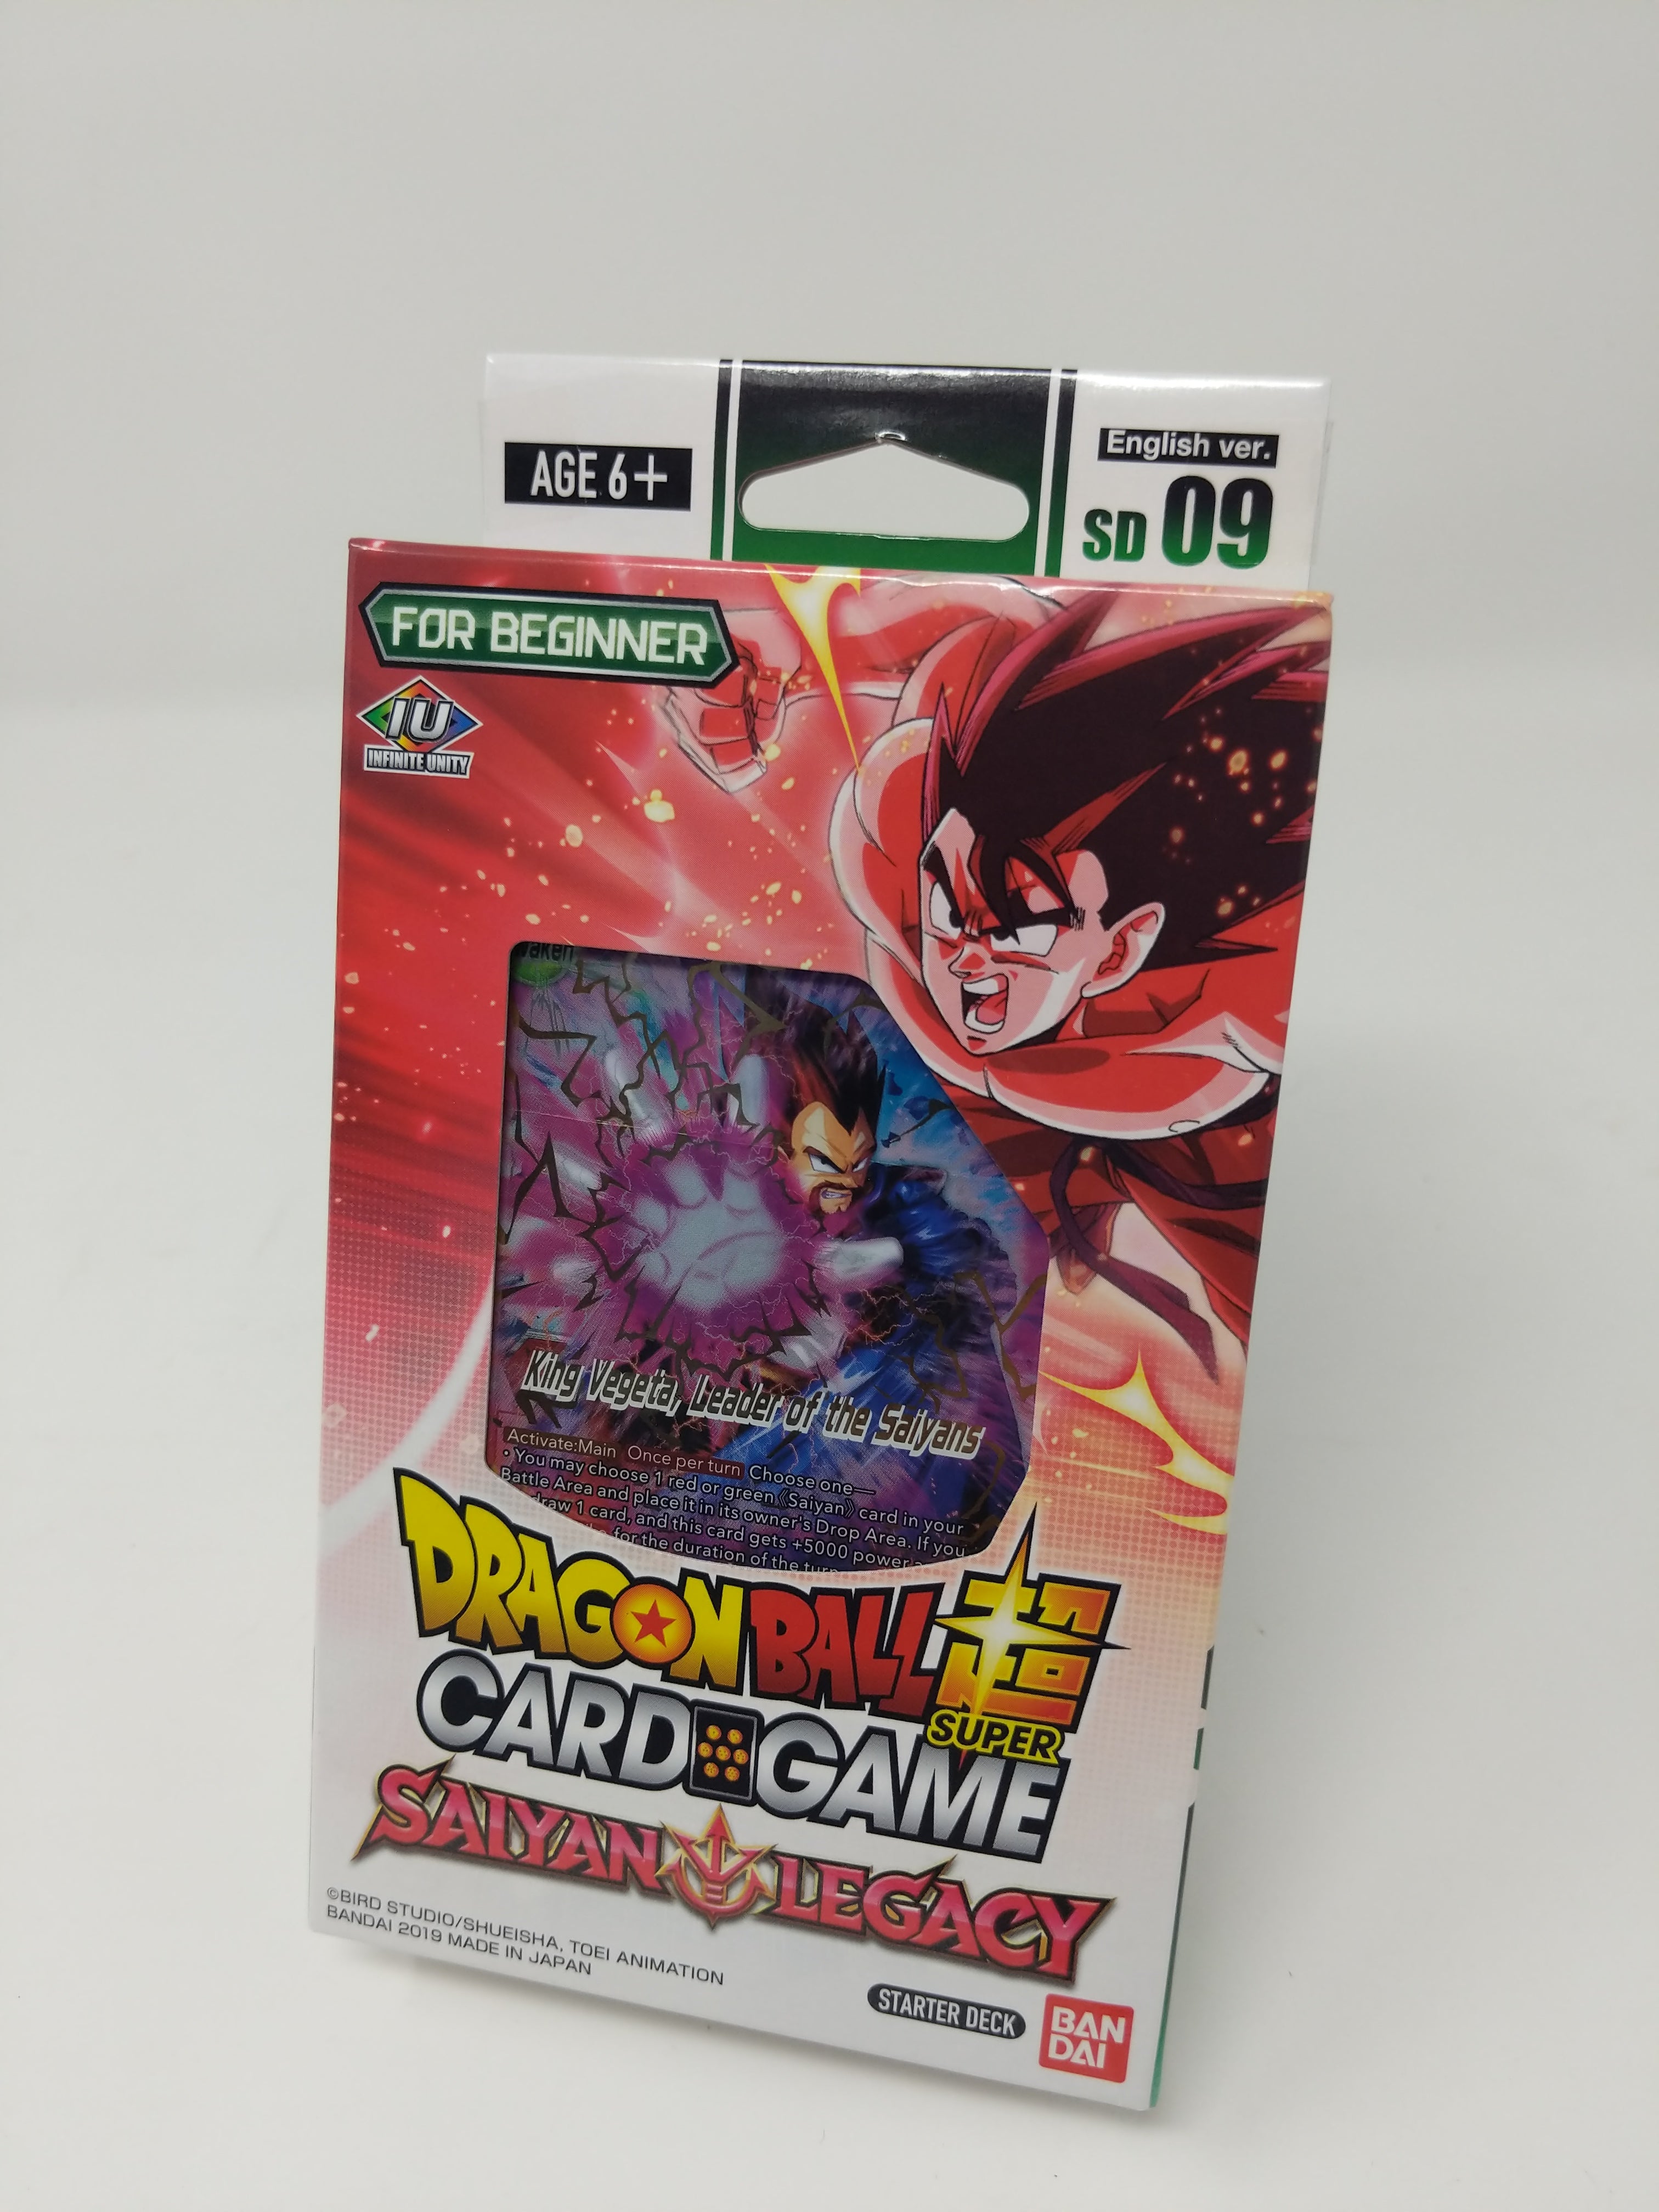 AGE 6+
English ver.
SD 09
FOR BEGINNER
IU
INFINITE UNITY
King Vegeta, Leader of the Saiyans
Activate:Main Once per turn Choose one—
• You may choose 1 red or green 《Saiyan》 card in your
Battle Area and place it in its owner's Drop Area. If you
draw 1 card, and this card gets +5000 power
for the duration of the turn
DRAGON BALL 超
SUPER
CARD GAME
SAIYAN LEGACY
©BIRD STUDIO/SHUEISHA, TOEI ANIMATION
BANDAI 2019 MADE IN JAPAN
STARTER DECK
BAN
DAI